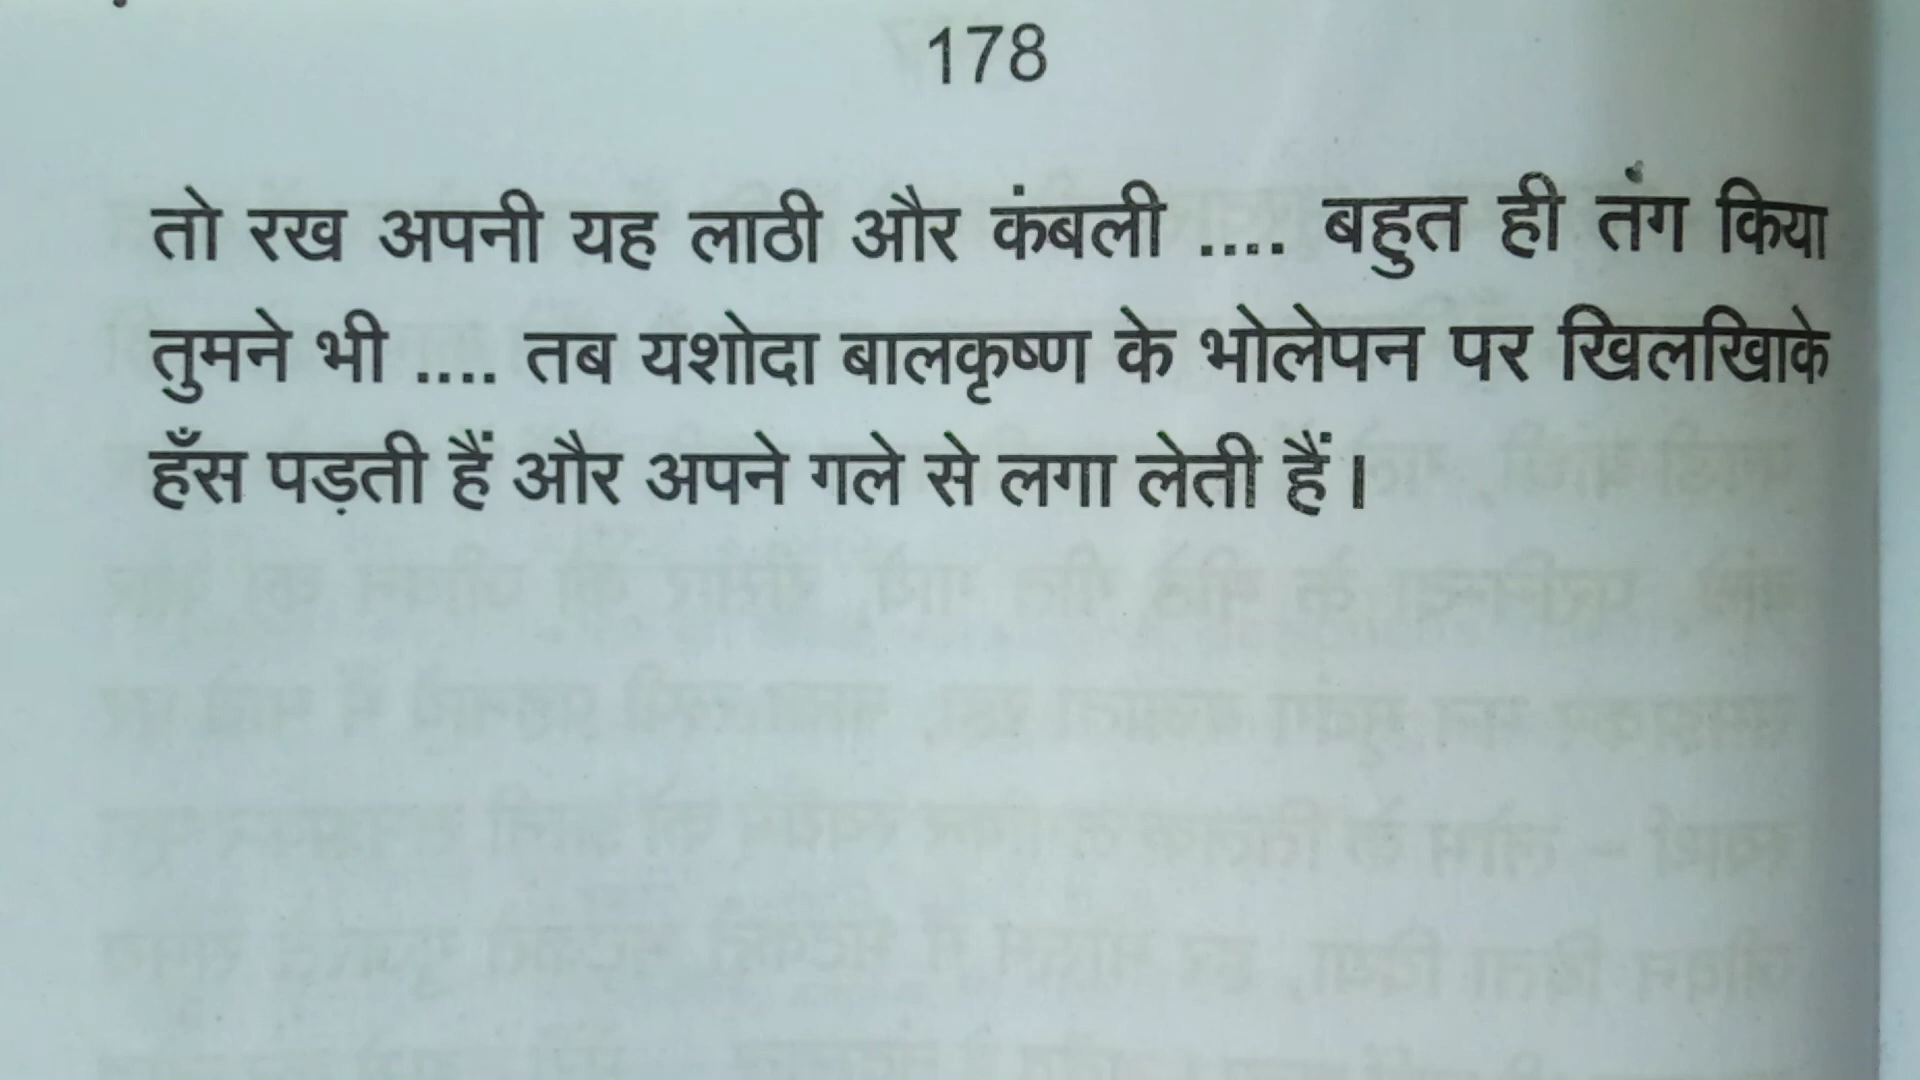 178
तो रख अपनी यह लाठी और कंबली .... बहुत ही तंग किया
तुमने भी .... तब यशोदा बालकृष्ण के भोलेपन पर खिलखिाके
हँस पड़ती हैं और अपने गले से लगा लेती हैं।